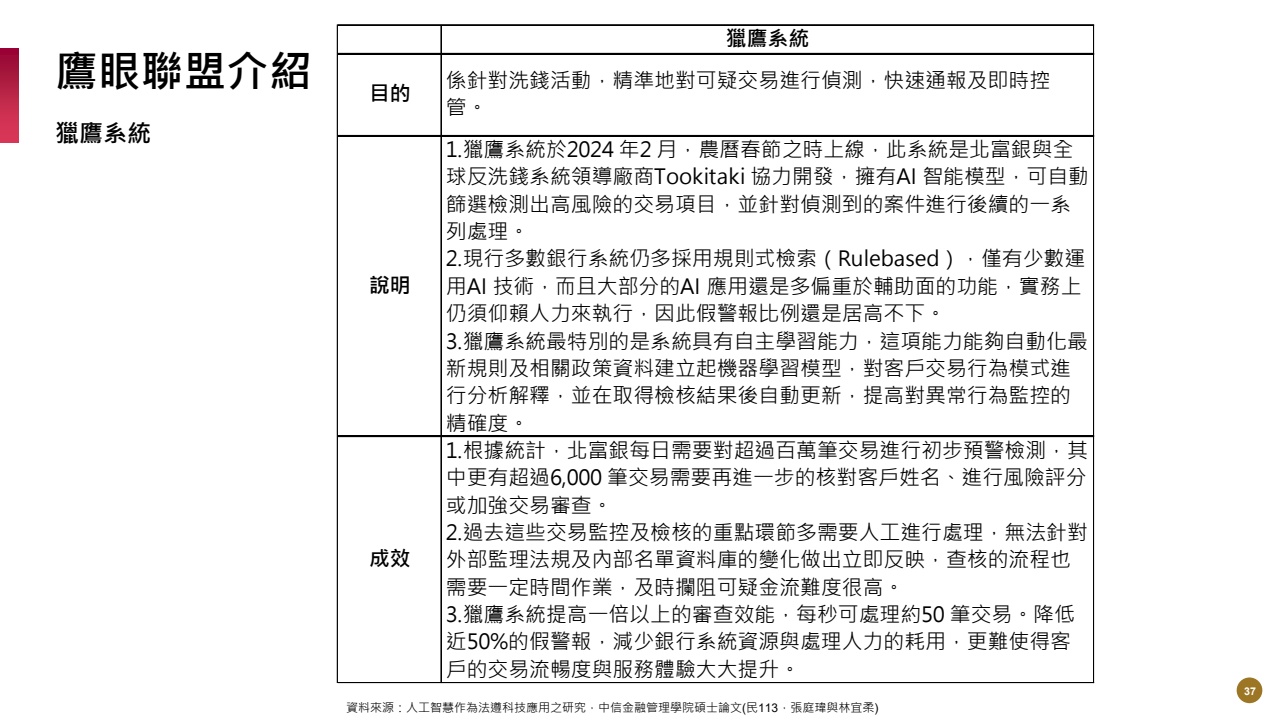 鷹眼聯盟介紹
獵鷹系統
獵鷹系統
目的
係針對洗錢活動，精準地對可疑交易進行偵測，快速通報及即時控
管。
說明
1.獵鷹系統於2024 年2 月，農曆春節之時上線，此系統是北富銀與全
球反洗錢系統領導廠商Tookitaki 協力開發，擁有AI 智能模型，可自動
篩選檢測出高風險的交易項目，並針對偵測到的案件進行後續的一系
列處理。
2.現行多數銀行系統仍多採用規則式檢索（Rulebased），僅有少數運
用AI 技術，而且大部分的AI 應用還是多偏重於輔助面的功能，實務上
仍須仰賴人力來執行，因此假警報比例還是居高不下。
3.獵鷹系統最特別的是系統具有自主學習能力，這項能力能夠自動化最
新規則及相關政策資料建立起機器學習模型，對客戶交易行為模式進
行分析解釋，並在取得檢核結果後自動更新，提高對異常行為監控的
精確度。
成效
1.根據統計，北富銀每日需要對超過百萬筆交易進行初步預警檢測，其
中更有超過6,000 筆交易需要再進一步的核對客戶姓名、進行風險評分
或加強交易審查。
2.過去這些交易監控及檢核的重點環節多需要人工進行處理，無法針對
外部監理法規及內部名單資料庫的變化做出立即反映，查核的流程也
需要一定時間作業，及時攔阻可疑金流難度很高。
3.獵鷹系統提高一倍以上的審查效能，每秒可處理約50 筆交易。降低
近50%的假警報，減少銀行系統資源與處理人力的耗用，更難使得客
戶的交易流暢度與服務體驗大大提升。
資料來源：人工智慧作為法遵科技應用之研究，中信金融管理學院碩士論文(民113，張庭瑋與林宜柔)
37